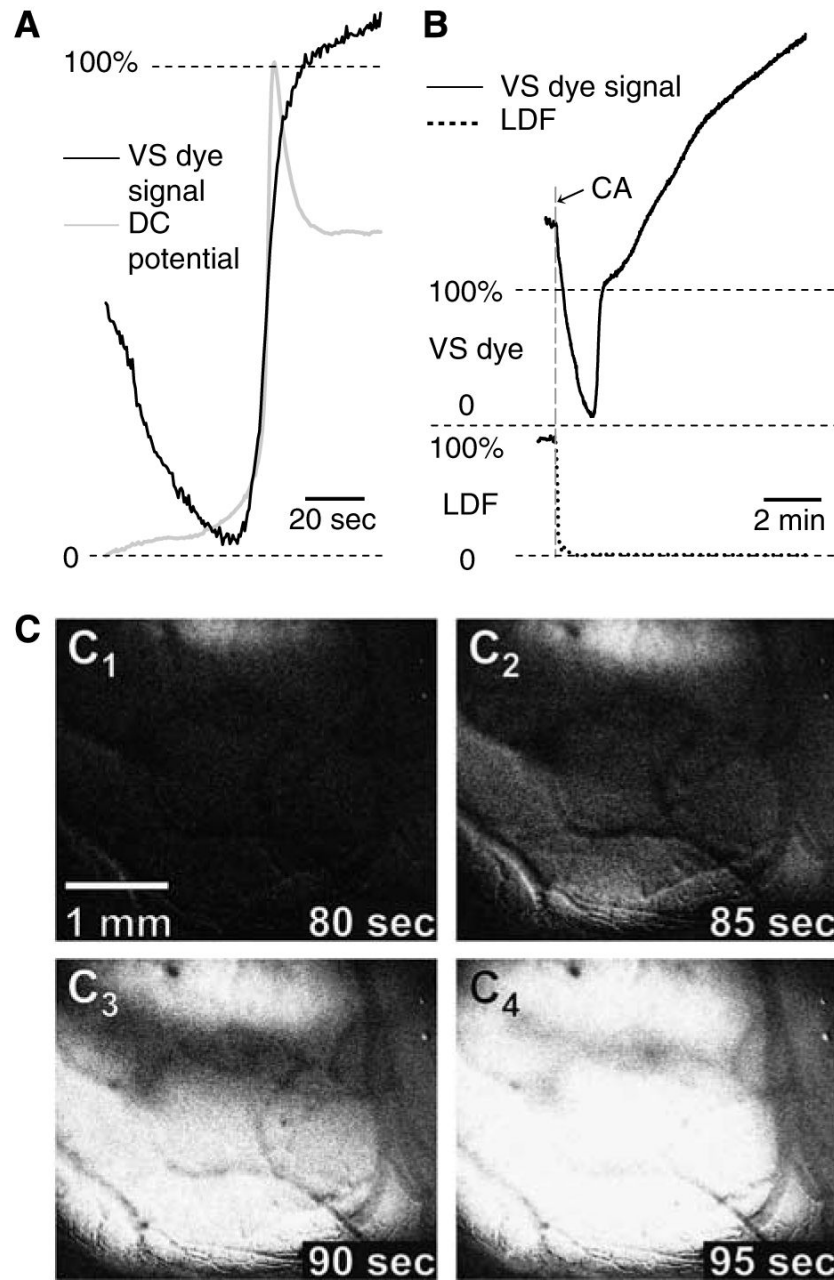 A
100%
VS dye
signal
DC
potential
20 sec
0
B
VS dye signal
LDF
CA
100%
VS dye
0
100%
LDF
0
2 min
C
C1
1 mm
80 sec
C2
85 sec
C3
90 sec
C4
95 sec